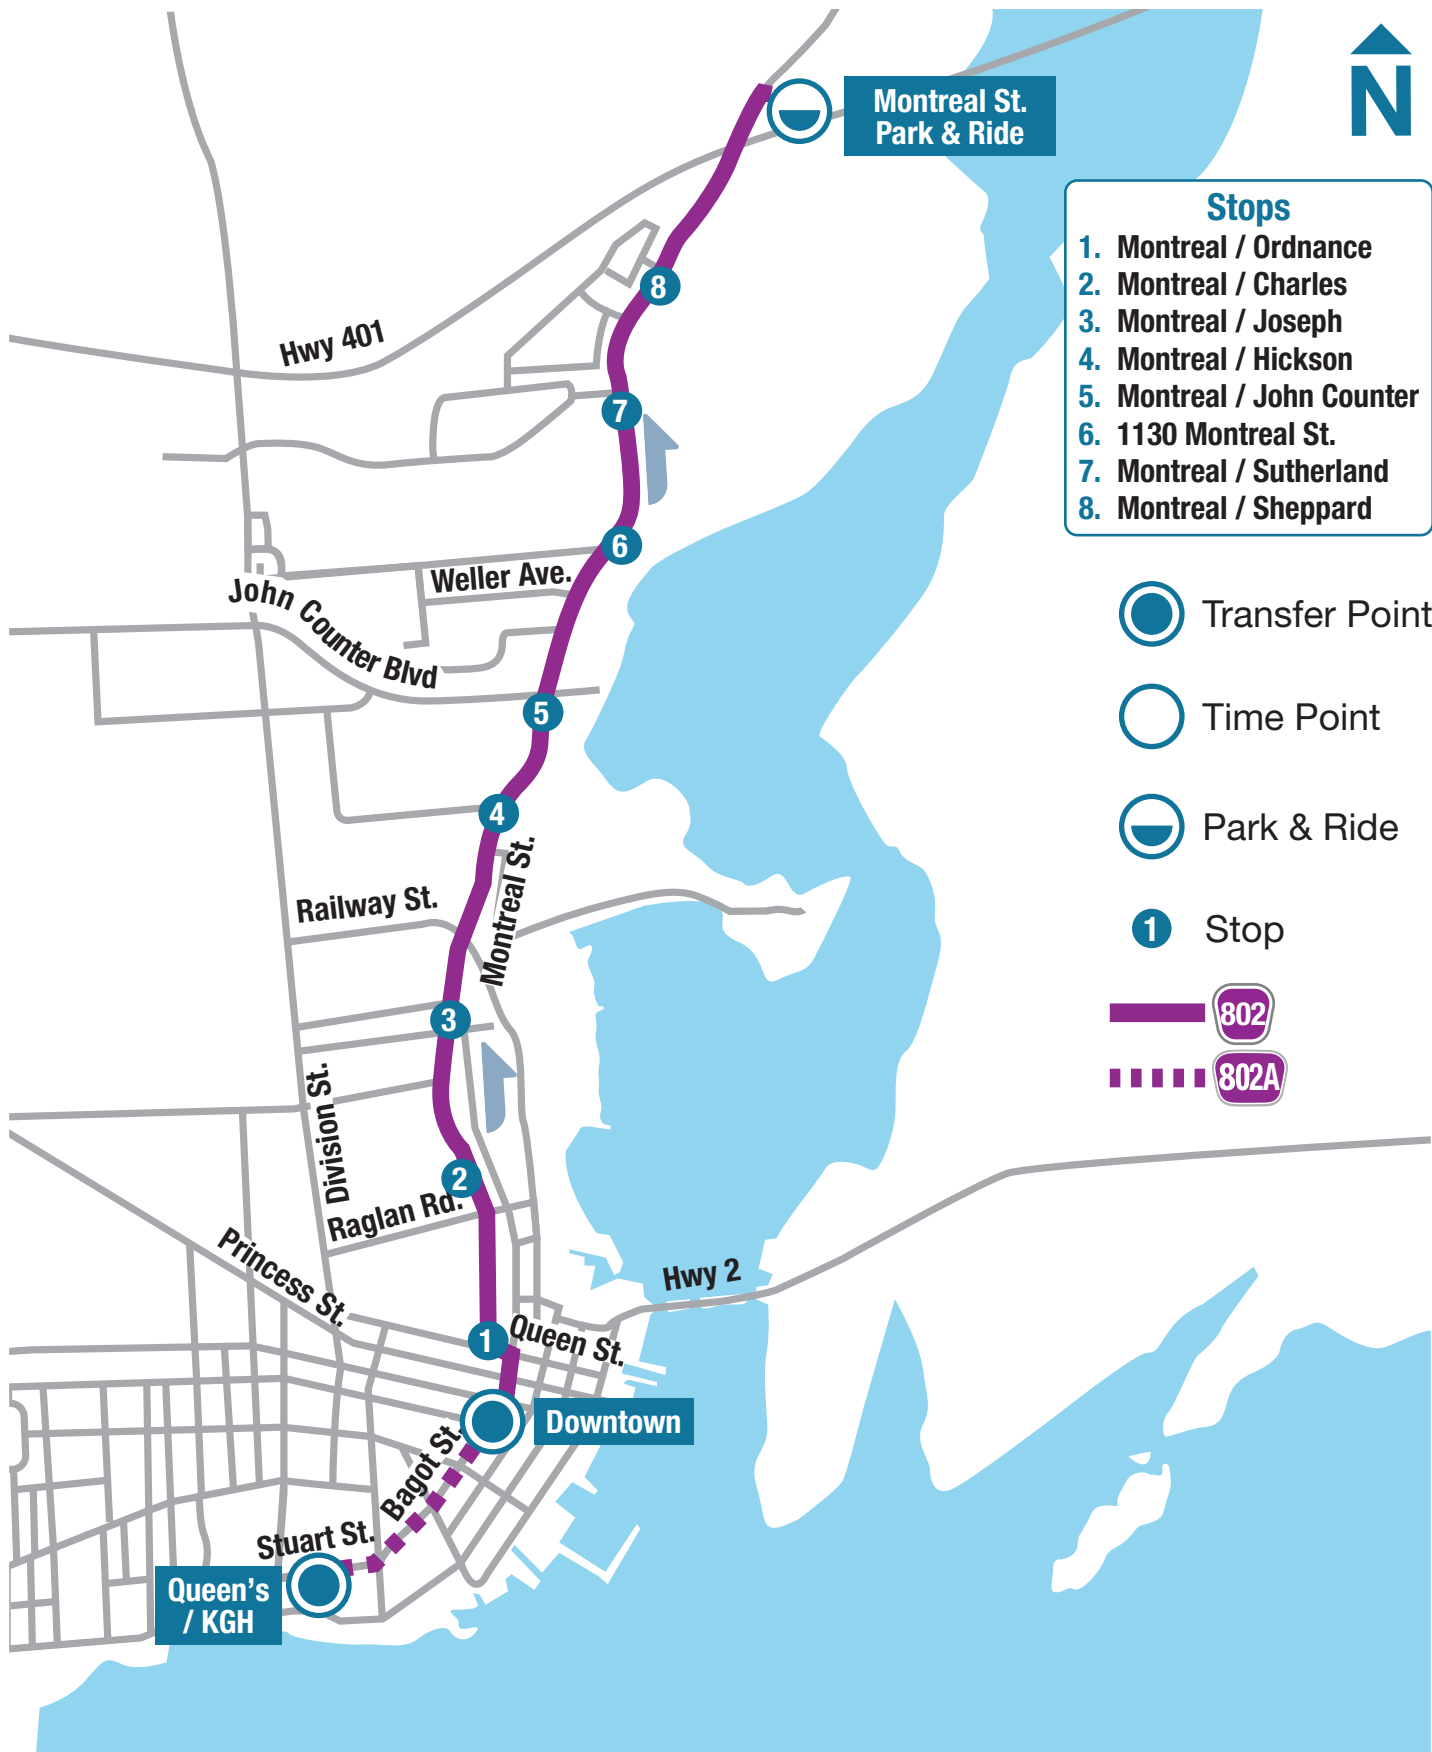 Montreal St.
Park & Ride
N
Stops
1. Montreal / Ordnance
2. Montreal / Charles
3. Montreal / Joseph
4. Montreal / Hickson
5. Montreal / John Counter
6. 1130 Montreal St.
7. Montreal / Sutherland
8. Montreal / Sheppard
8
Hwy 401
7
6
Weller Ave.
John Counter Blvd
5
4
Montreal St.
Railway St.
3
Division St.
2
Raglan Rd.
Princess St.
Hwy 2
1
Queen St.
Downtown
Bagot St.
Stuart St.
Queen's
/ KGH
Transfer Point
Time Point
Park & Ride
1 Stop
802
802A